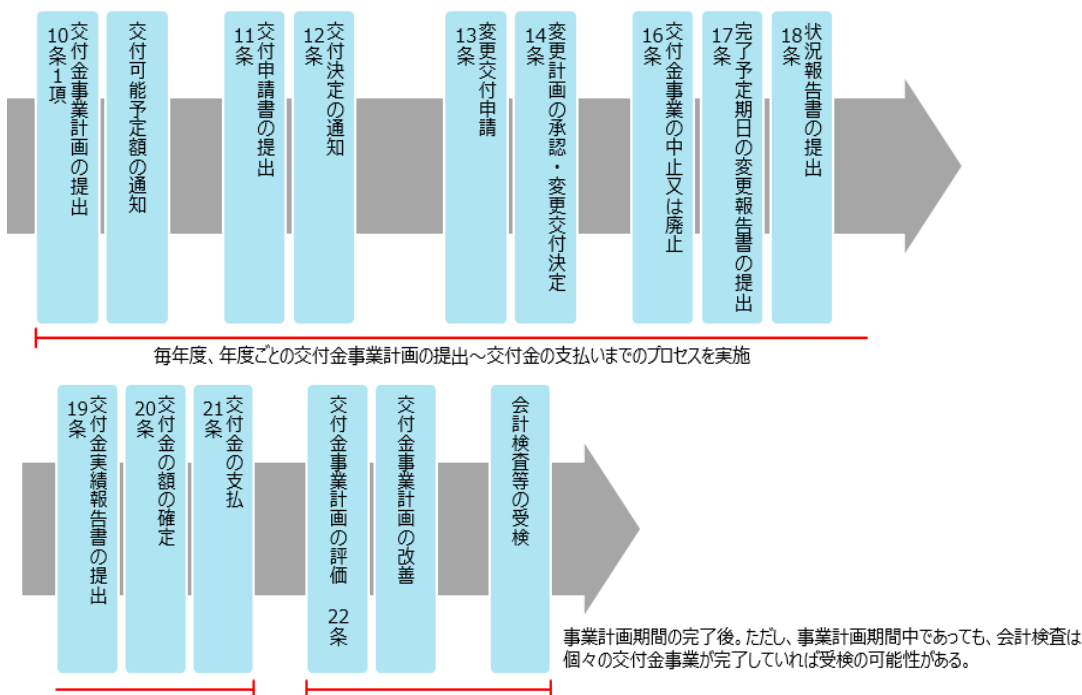 交付金事業計画の提出
10条1項
交付可能予定額の通知
交付申請書の提出
11条
交付決定の通知
12条
変更交付申請
13条
変更計画の承認・変更交付決定
14条
交付金事業の中止又は廃止
16条
完了予定期日の変更報告書の提出
17条
状況報告書の提出
18条
毎年度、年度ごとの交付金事業計画の提出～交付金の支払いまでのプロセスを実施
交付金実績報告書の提出
19条
交付金の額の確定
20条
交付金の支払
21条
交付金事業計画の評価 22条
交付金事業計画の改善
会計検査等の受検
事業計画期間の完了後。ただし、事業計画期間中であっても、会計検査は
個々の交付金事業が完了していれば受検の可能性がある。